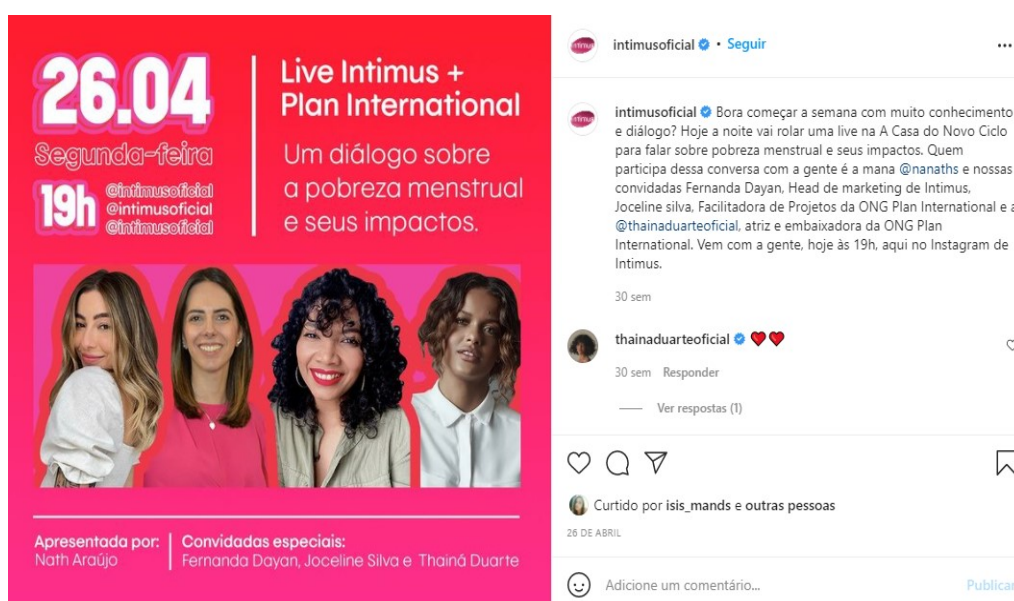 26.04
Segunda-feira
19h
@intimusoficial
@intimusoficial
@intimusoficial
Live Intimus +
Plan International
Um diálogo sobre
a pobreza menstrual
e seus impactos.
Apresentada por:
Nath Araújo
Convidadas especiais:
Fernanda Dayan, Joceline Silva e Thainá Duarte
intimus
intimusoficial • Seguir
intimus
intimusoficial Bora começar a semana com muito conhecimento
e diálogo? Hoje a noite vai rolar uma live na A Casa do Novo Ciclo
para falar sobre pobreza menstrual e seus impactos. Quem
participa dessa conversa com a gente é a mana @nanaths e nossas
convidadas Fernanda Dayan, Head de marketing de Intimus,
Joceline silva, Facilitadora de Projetos da ONG Plan International e a
@thainaduarteoficial, atriz e embaixadora da ONG Plan
International. Vem com a gente, hoje às 19h, aqui no Instagram de
Intimus.
30 sem
thainaduarteoficial ❤❤
30 sem Responder
Ver respostas (1)
Curtido por isis_mands e outras pessoas
26 DE ABRIL
Adicione um comentário... Publicar